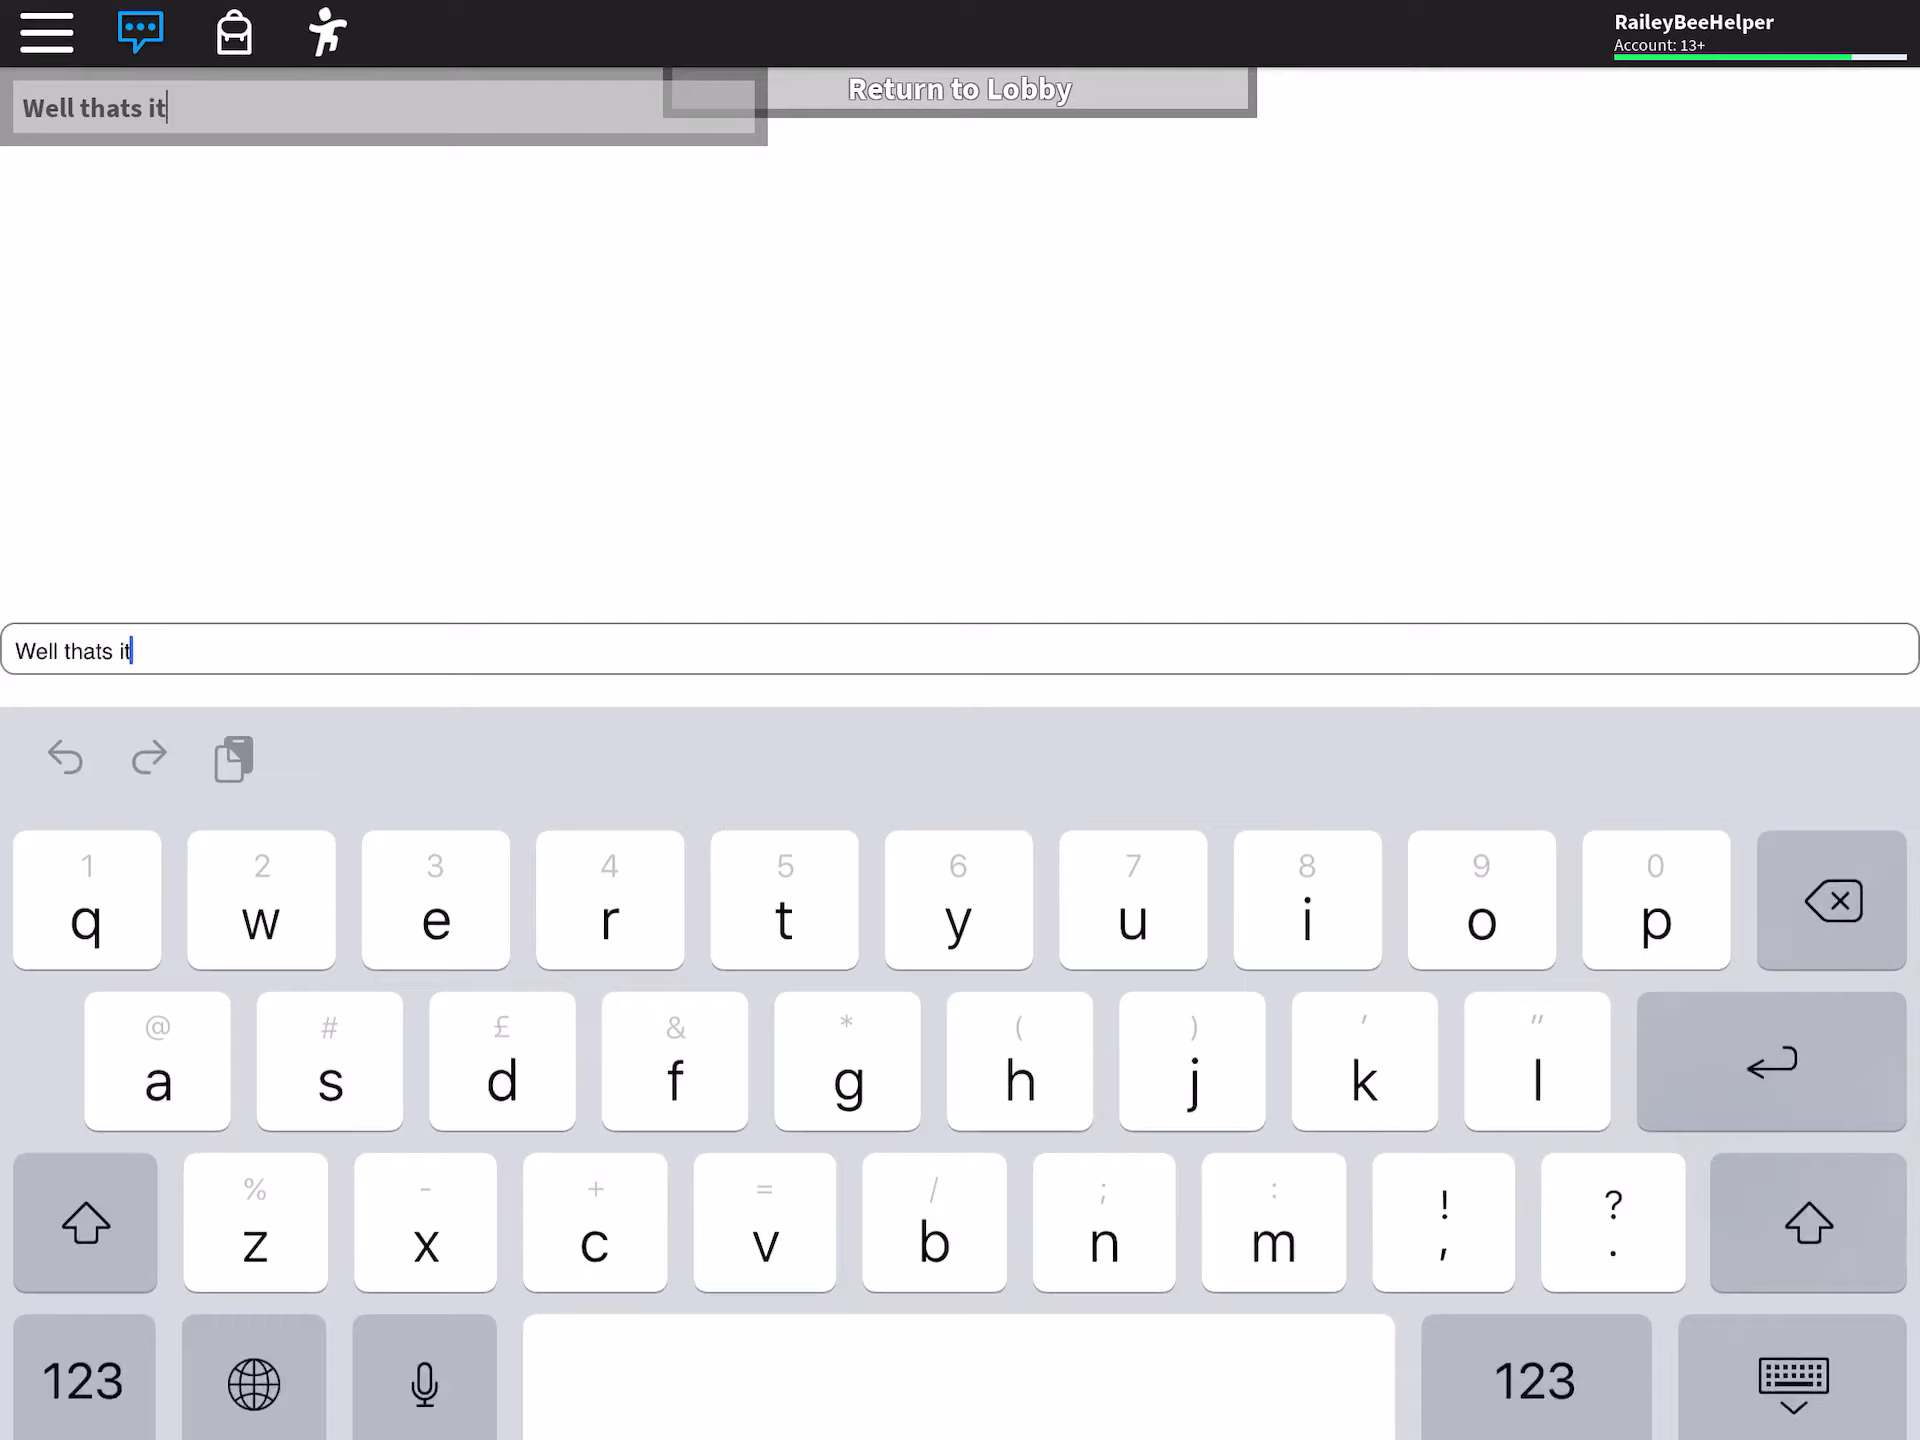 RaileyBeeHelper
Account: 13+
Return to Lobby
Well thats it
Well thats it
1 2 3 4 5 6 7 8 9 0
q w e r t y u i o p
@ # £ & * ( ) ' "
a s d f g h j k l
% - + = / ; : ! ?
z x c v b n m , .
123 123